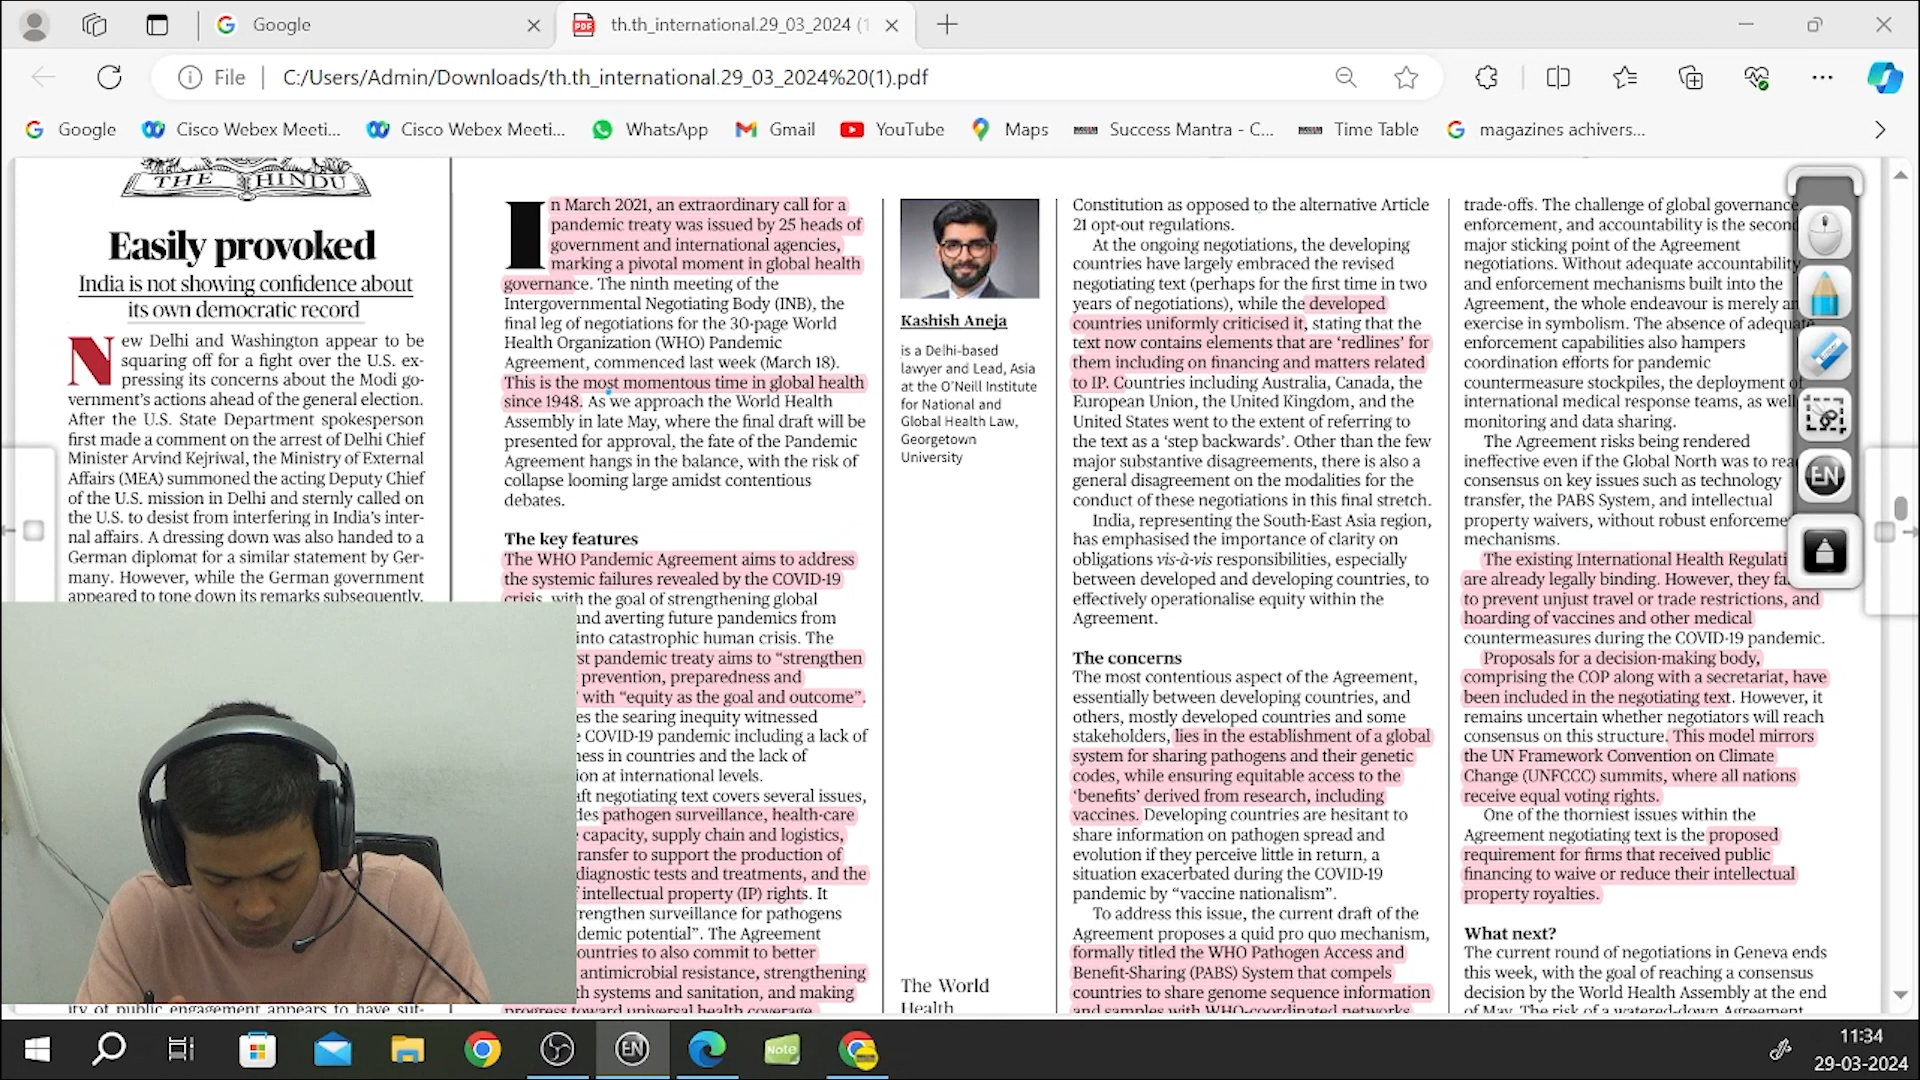 Google
th.th_international.29_03_2024 (1
File
C:/Users/Admin/Downloads/th.th_international.29_03_2024%20(1).pdf
Google
Cisco Webex Meeti...
Cisco Webex Meeti...
WhatsApp
Gmail
YouTube
Maps
Success Mantra - C...
Time Table
magazines achivers...
THE HINDU
Easily provoked
India is not showing confidence about
its own democratic record
New Delhi and Washington appear to be
squaring off for a fight over the U.S. ex-
pressing its concerns about the Modi go-
vernment's actions ahead of the general election.
After the U.S. State Department spokesperson
first made a comment on the arrest of Delhi Chief
Minister Arvind Kejriwal, the Ministry of External
Affairs (MEA) summoned the acting Deputy Chief
of the U.S. mission in Delhi and sternly called on
the U.S. to desist from interfering in India's inter-
nal affairs. A dressing down was also handed to a
German diplomat for a similar statement by Ger-
many. However, while the German government
appeared to tone down its remarks subsequently,
ity of public engagement appears to have suf-
In March 2021, an extraordinary call for a
pandemic treaty was issued by 25 heads of
government and international agencies,
marking a pivotal moment in global health
governance. The ninth meeting of the
Intergovernmental Negotiating Body (INB), the
final leg of negotiations for the 30-page World
Health Organization (WHO) Pandemic
Agreement, commenced last week (March 18).
This is the most momentous time in global health
since 1948. As we approach the World Health
Assembly in late May, where the final draft will be
presented for approval, the fate of the Pandemic
Agreement hangs in the balance, with the risk of
collapse looming large amidst contentious
debates.
The key features
The WHO Pandemic Agreement aims to address
the systemic failures revealed by the COVID-19
crisis, with the goal of strengthening global
and averting future pandemics from
into catastrophic human crisis. The
st pandemic treaty aims to "strengthen
prevention, preparedness and
with "equity as the goal and outcome".
es the searing inequity witnessed
COVID-19 pandemic including a lack of
ness in countries and the lack of
ion at international levels.
aft negotiating text covers several issues,
des pathogen surveillance, health-care
capacity, supply chain and logistics,
ransfer to support the production of
diagnostic tests and treatments, and the
intellectual property (IP) rights. It
rengthen surveillance for pathogens
demic potential". The Agreement
ountries to also commit to better
antimicrobial resistance, strengthening
th systems and sanitation, and making
progress toward universal health coverage.
Kashish Aneja
is a Delhi-based
lawyer and Lead, Asia
at the O'Neill Institute
for National and
Global Health Law,
Georgetown
University
The World
Health
Constitution as opposed to the alternative Article
21 opt-out regulations.
At the ongoing negotiations, the developing
countries have largely embraced the revised
negotiating text (perhaps for the first time in two
years of negotiations), while the developed
countries uniformly criticised it, stating that the
text now contains elements that are 'redlines' for
them including on financing and matters related
to IP. Countries including Australia, Canada, the
European Union, the United Kingdom, and the
United States went to the extent of referring to
the text as a 'step backwards'. Other than the few
major substantive disagreements, there is also a
general disagreement on the modalities for the
conduct of these negotiations in this final stretch.
India, representing the South-East Asia region,
has emphasised the importance of clarity on
obligations vis-à-vis responsibilities, especially
between developed and developing countries, to
effectively operationalise equity within the
Agreement.
The concerns
The most contentious aspect of the Agreement,
essentially between developing countries, and
others, mostly developed countries and some
stakeholders, lies in the establishment of a global
system for sharing pathogens and their genetic
codes, while ensuring equitable access to the
'benefits' derived from research, including
vaccines. Developing countries are hesitant to
share information on pathogen spread and
evolution if they perceive little in return, a
situation exacerbated during the COVID-19
pandemic by "vaccine nationalism".
To address this issue, the current draft of the
Agreement proposes a quid pro quo mechanism,
formally titled the WHO Pathogen Access and
Benefit-Sharing (PABS) System that compels
countries to share genome sequence information
and samples with WHO-coordinated networks
trade-offs. The challenge of global governance,
enforcement, and accountability is the second
major sticking point of the Agreement
negotiations. Without adequate accountability
and enforcement mechanisms built into the
Agreement, the whole endeavour is merely an
exercise in symbolism. The absence of adequate
enforcement capabilities also hampers
coordination efforts for pandemic
countermeasure stockpiles, the deployment of
international medical response teams, as well
monitoring and data sharing.
The Agreement risks being rendered
ineffective even if the Global North was to rea
consensus on key issues such as technology
transfer, the PABS System, and intellectual
property waivers, without robust enforceme
mechanisms.
The existing International Health Regulati
are already legally binding. However, they fa
to prevent unjust travel or trade restrictions, and
hoarding of vaccines and other medical
countermeasures during the COVID-19 pandemic.
Proposals for a decision-making body,
comprising the COP along with a secretariat, have
been included in the negotiating text. However, it
remains uncertain whether negotiators will reach
consensus on this structure. This model mirrors
the UN Framework Convention on Climate
Change (UNFCCC) summits, where all nations
receive equal voting rights.
One of the thorniest issues within the
Agreement negotiating text is the proposed
requirement for firms that received public
financing to waive or reduce their intellectual
property royalties.
What next?
The current round of negotiations in Geneva ends
this week, with the goal of reaching a consensus
decision by the World Health Assembly at the end
of May. The risk of a watered-down Agreement
EN
EN
Note
11:34
29-03-2024